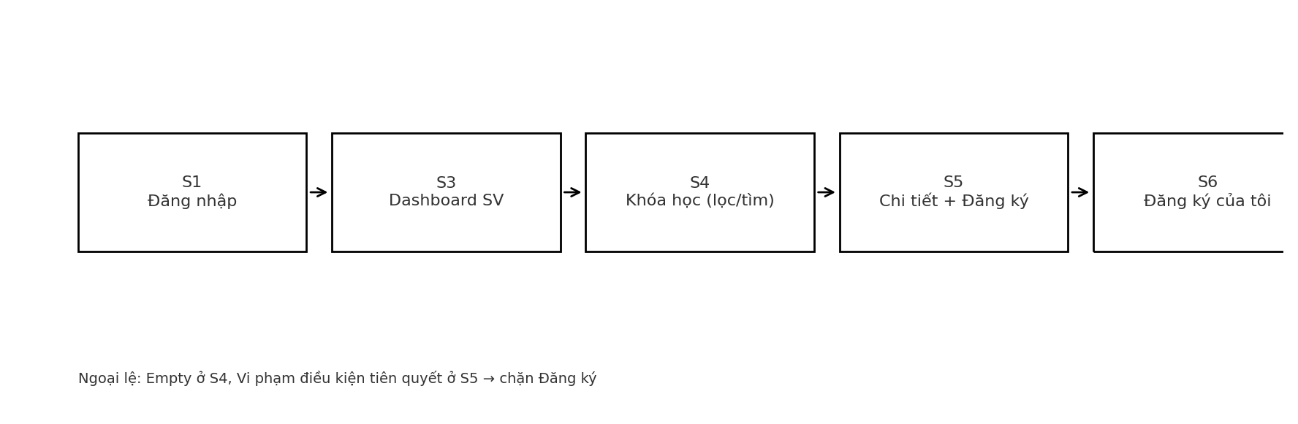 S1
Đăng nhập
S3
Dashboard SV
S4
Khóa học (lọc/tìm)
S5
Chi tiết + Đăng ký
S6
Đăng ký của tôi
Ngoại lệ: Empty ở S4, Vi phạm điều kiện tiên quyết ở S5 → chặn Đăng ký